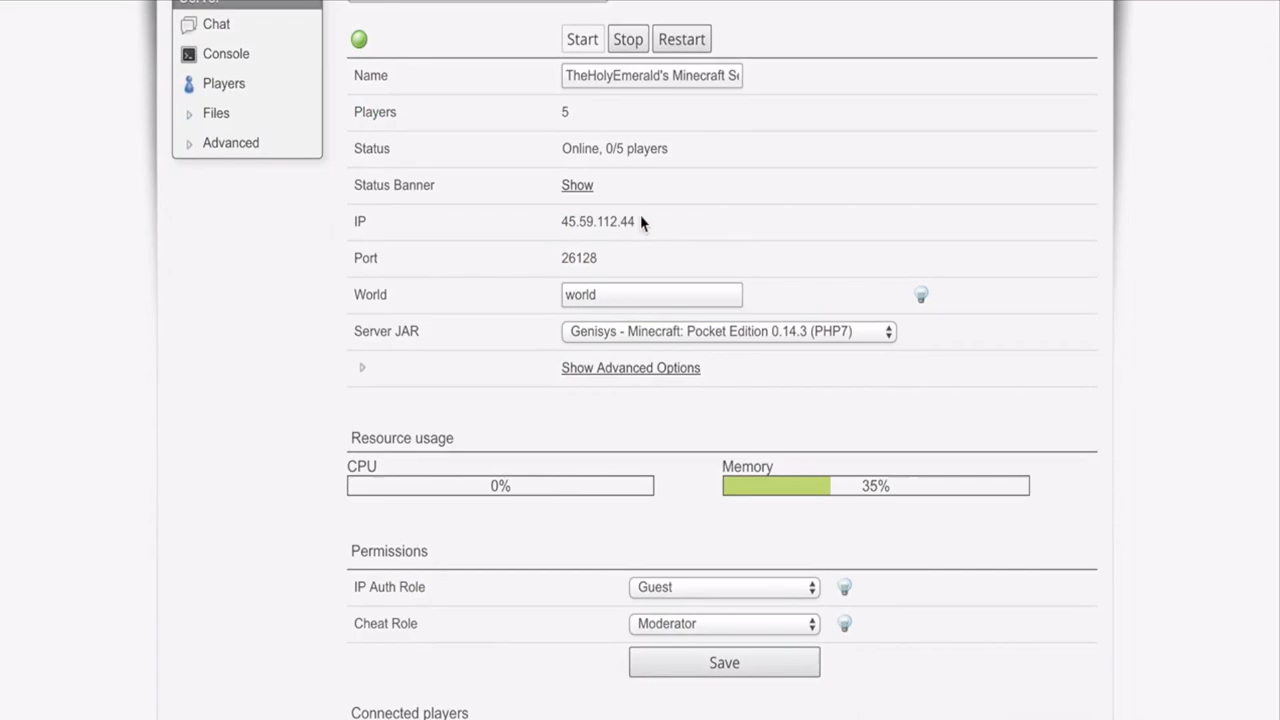 Chat
Console
Players
Files
Advanced
Start Stop Restart
Name TheHolyEmerald's Minecraft Se
Players 5
Status Online, 0/5 players
Status Banner Show
IP 45.59.112.44
Port 26128
World world
Server JAR Genisys - Minecraft: Pocket Edition 0.14.3 (PHP7)
Show Advanced Options
Resource usage
CPU Memory
0% 35%
Permissions
IP Auth Role Guest
Cheat Role Moderator
Save
Connected players